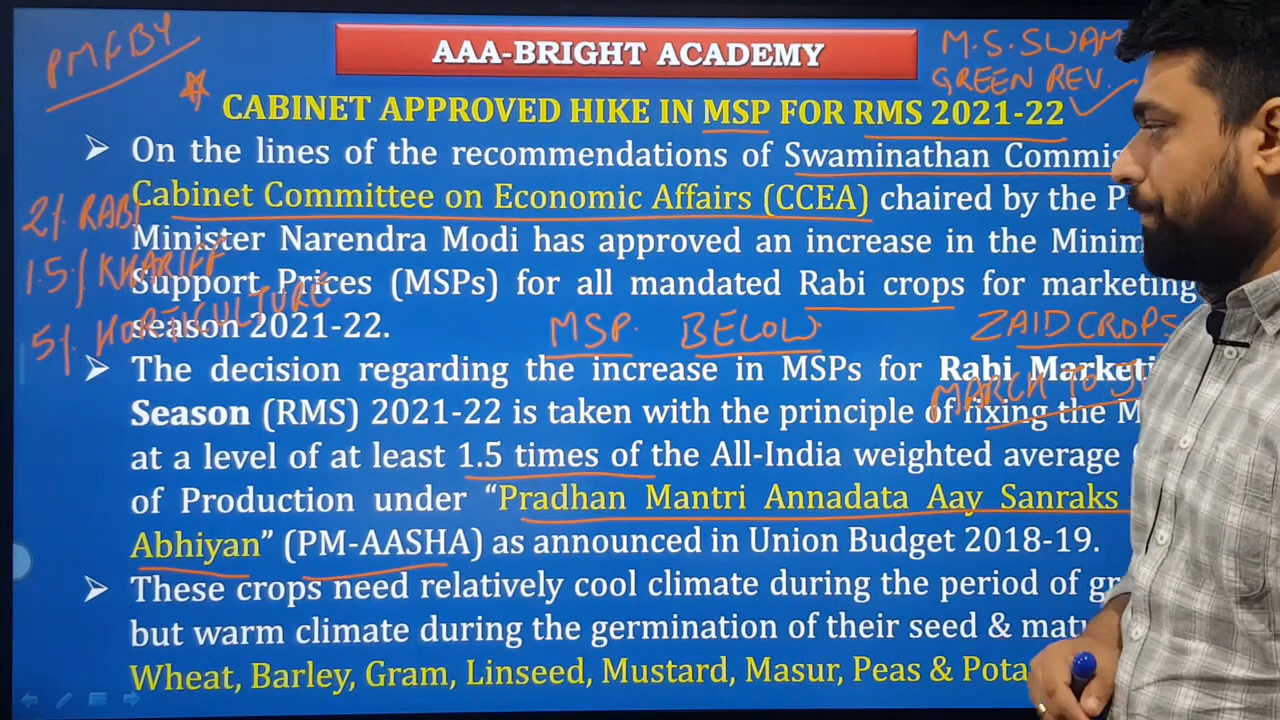 PMFBY
AAA-BRIGHT ACADEMY
M.S. SWAM
GREEN REV.
CABINET APPROVED HIKE IN MSP FOR RMS 2021-22
➢ On the lines of the recommendations of Swaminathan Commis
Cabinet Committee on Economic Affairs (CCEA) chaired by the P
2% RABI
Minister Narendra Modi has approved an increase in the Minim
1.5% KHARIFF
Support Prices (MSPs) for all mandated Rabi crops for marketing
5% HORTICULTURE
season 2021-22.
MSP. BELOW. ZAID CROPS
➢ The decision regarding the increase in MSPs for Rabi Marketi
MARCH TO
Season (RMS) 2021-22 is taken with the principle of fixing the M
at a level of at least 1.5 times of the All-India weighted average
of Production under “Pradhan Mantri Annadata Aay Sanraks
Abhiyan” (PM-AASHA) as announced in Union Budget 2018-19.
➢ These crops need relatively cool climate during the period of gr
but warm climate during the germination of their seed & matu
Wheat, Barley, Gram, Linseed, Mustard, Masur, Peas & Pota